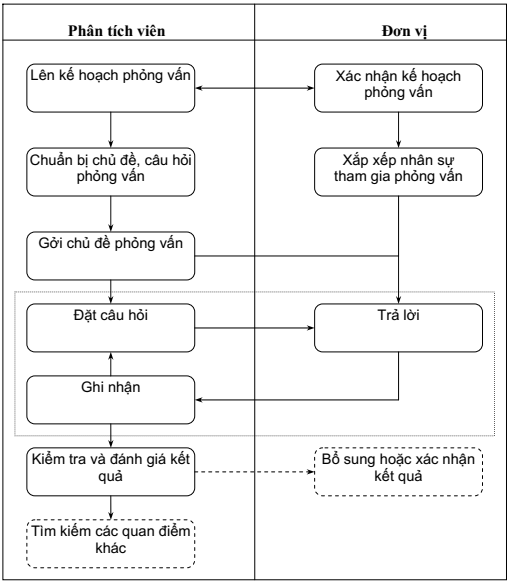 Phân tích viên
Đơn vị
Lên kế hoạch phỏng vấn
Xác nhận kế hoạch
phỏng vấn
Chuẩn bị chủ đề, câu hỏi
phỏng vấn
Xắp xếp nhân sự
tham gia phỏng vấn
Gởi chủ đề phỏng vấn
Đặt câu hỏi
Trả lời
Ghi nhận
Kiểm tra và đánh giá kết
quả
Bổ sung hoặc xác nhận
kết quả
Tìm kiếm các quan điểm
khác